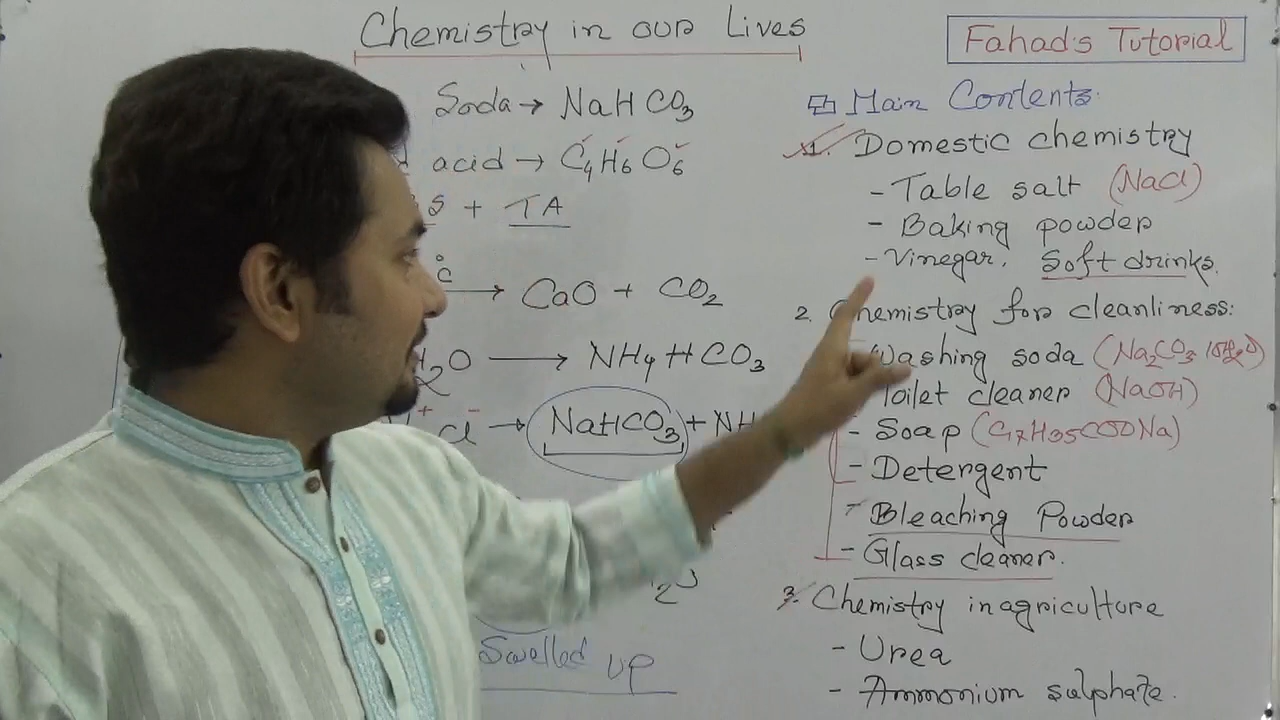 Chemistry in our Lives
Soda → NaHCO3
acid → C4H6O6
S + TA
°C → CaO + CO2
H2O → NH4HCO3
Cl → NaHCO3 + NH
Swelled up
Fahad's Tutorial
Main Contents:
1. Domestic chemistry
- Table salt (NaCl)
- Baking powder
- Vinegar. Soft drinks.
2. Chemistry for cleanliness:
Washing soda (Na2CO3 10H2O)
Toilet cleaner (NaOH)
- Soap (C17H35COONa)
- Detergent
- Bleaching Powder
- Glass cleaner.
3. Chemistry in agriculture
- Urea
- Ammonium sulphate.